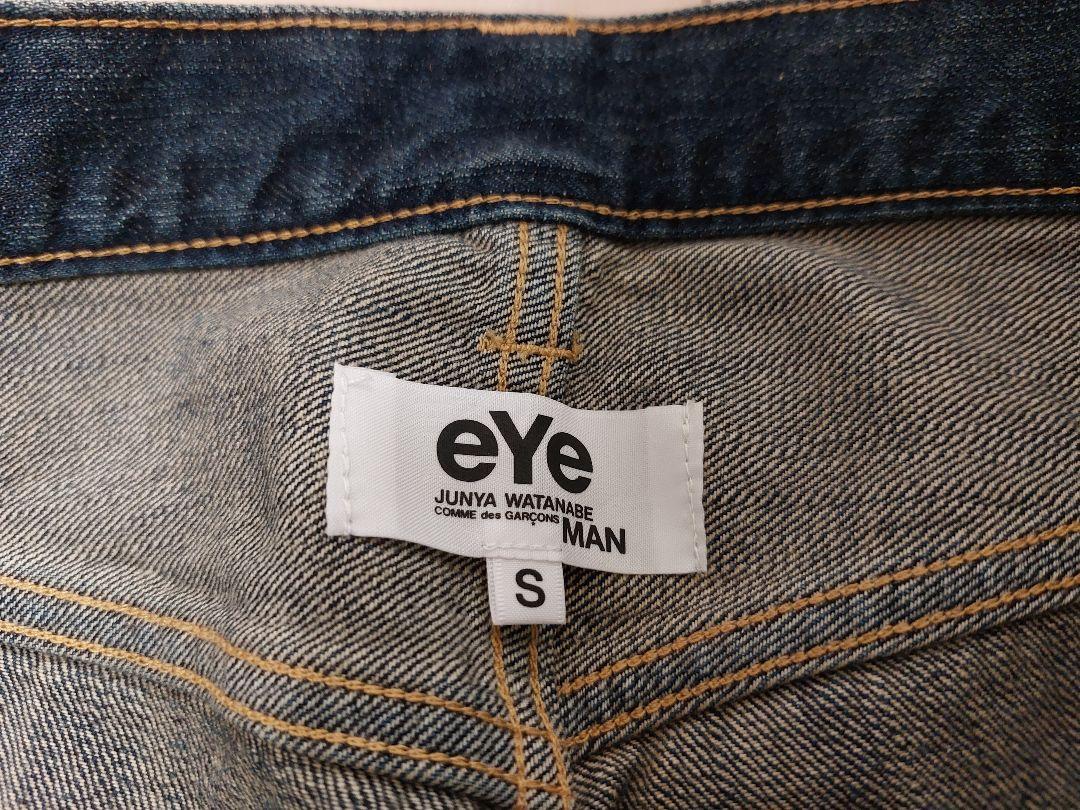 eYe
JUNYA WATANABE
COMME des GARÇONS MAN
S